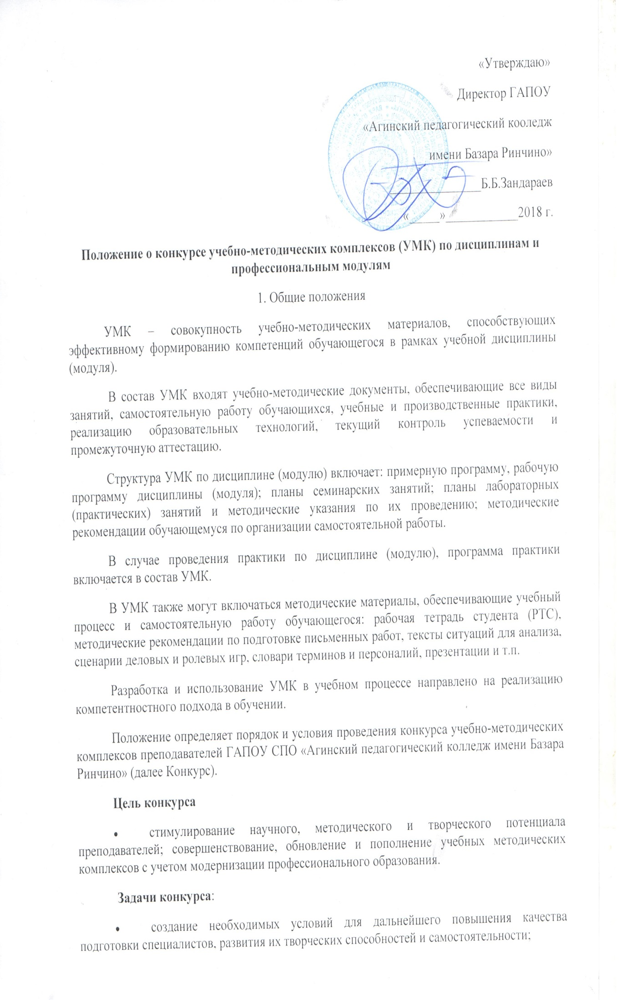 «Утверждаю»
Директор ГАПОУ
«Агинский педагогический кооледж
имени Базара Ринчино»
______________Б.Б.Зандараев
«_____»____________2018 г.
Положение о конкурсе учебно-методических комплексов (УМК) по дисциплинам и
профессиональным модулям
1. Общие положения
УМК – совокупность учебно-методических материалов, способствующих
эффективному формированию компетенций обучающегося в рамках учебной дисциплины
(модуля).
В состав УМК входят учебно-методические документы, обеспечивающие все виды
занятий, самостоятельную работу обучающихся, учебные и производственные практики,
реализацию образовательных технологий, текущий контроль успеваемости и
промежуточную аттестацию.
Структура УМК по дисциплине (модулю) включает: примерную программу, рабочую
программу дисциплины (модуля); планы семинарских занятий; планы лабораторных
(практических) занятий и методические указания по их проведению; методические
рекомендации обучающемуся по организации самостоятельной работы.
В случае проведения практики по дисциплине (модулю), программа практики
включается в состав УМК.
В УМК также могут включаться методические материалы, обеспечивающие учебный
процесс и самостоятельную работу обучающегося: рабочая тетрадь студента (РТС),
методические рекомендации по подготовке письменных работ, тексты ситуаций для анализа,
сценарии деловых и ролевых игр, словари терминов и персоналий, презентации и т.п.
Разработка и использование УМК в учебном процессе направлено на реализацию
компетентностного подхода в обучении.
Положение определяет порядок и условия проведения конкурса учебно-методических
комплексов преподавателей ГАПОУ СПО «Агинский педагогический колледж имени Базара
Ринчино» (далее Конкурс).
Цель конкурса
• стимулирование научного, методического и творческого потенциала
преподавателей; совершенствование, обновление и пополнение учебных методических
комплексов с учетом модернизации профессионального образования.
Задачи конкурса:
• создание необходимых условий для дальнейшего повышения качества
подготовки специалистов, развития их творческих способностей и самостоятельности;